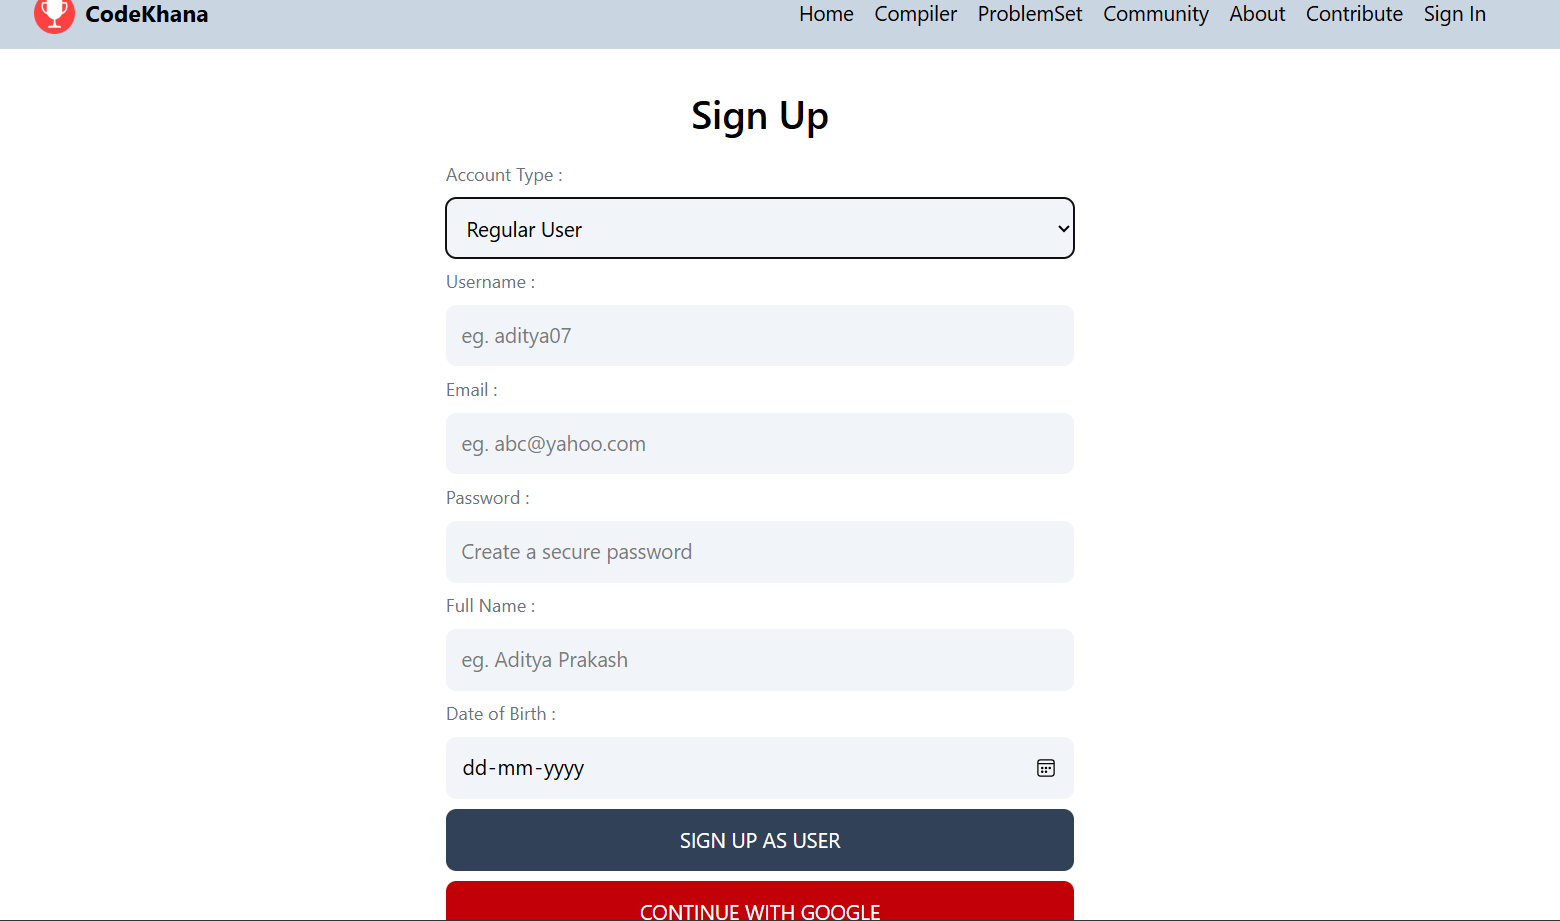 CodeKhana Home Compiler ProblemSet Community About Contribute Sign In
Sign Up
Account Type :
Regular User
Username :
eg. aditya07
Email :
eg. abc@yahoo.com
Password :
Create a secure password
Full Name :
eg. Aditya Prakash
Date of Birth :
dd-mm-yyyy
SIGN UP AS USER
CONTINUE WITH GOOGLE